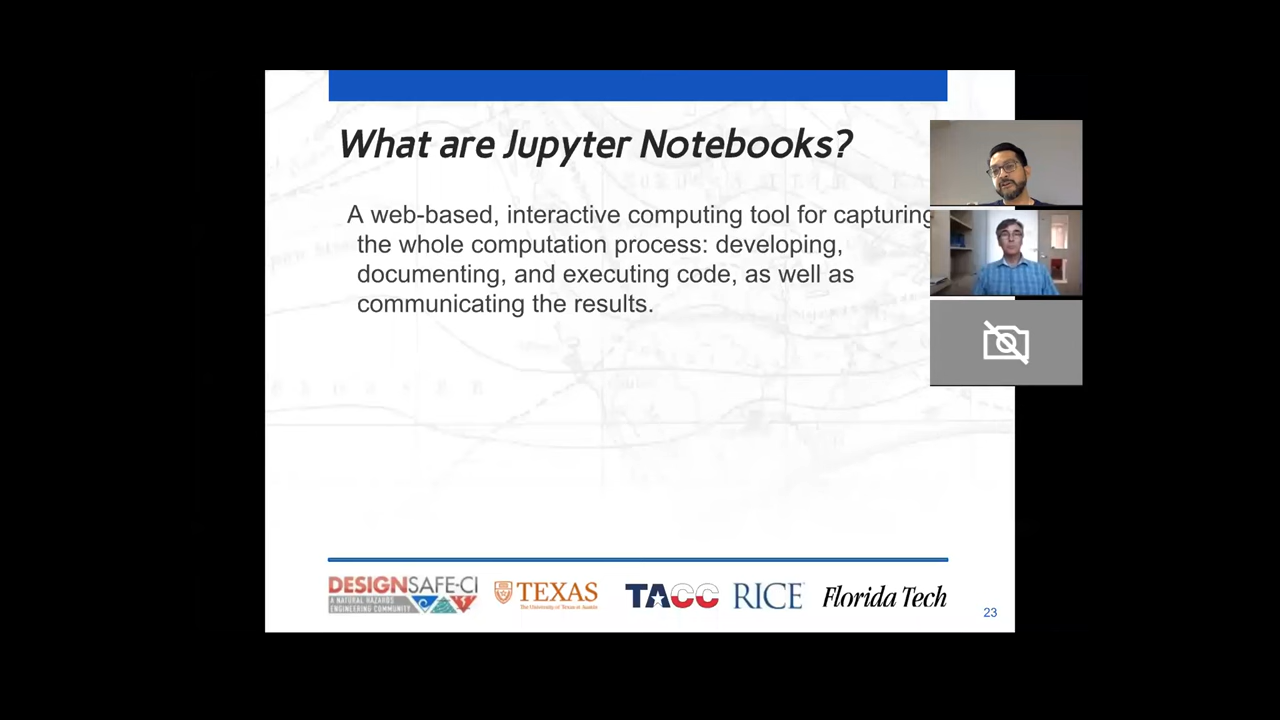 What are Jupyter Notebooks?
A web-based, interactive computing tool for capturing
the whole computation process: developing,
documenting, and executing code, as well as
communicating the results.
DESIGNSAFE-CI
A NATURAL HAZARDS
ENGINEERING COMMUNITY
TEXAS
The University of Texas at Austin
TACC
RICE
Florida Tech
23